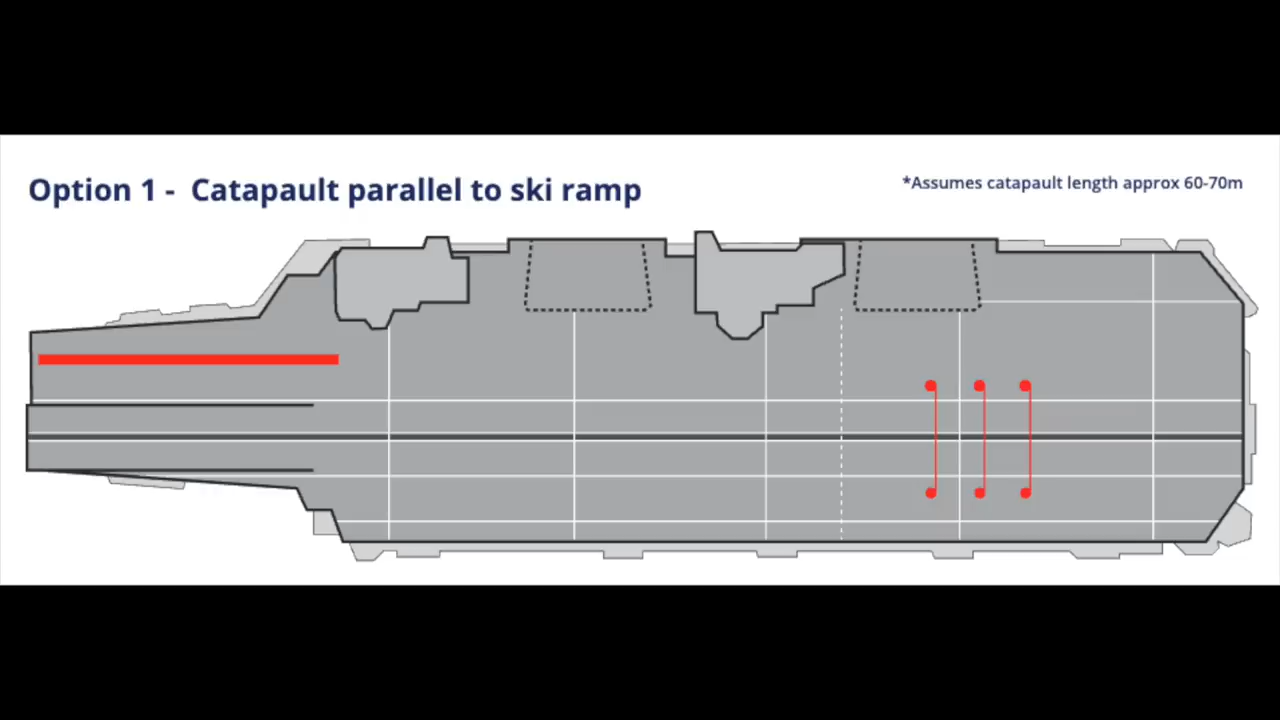 Option 1 - Catapault parallel to ski ramp
*Assumes catapault length approx 60-70m